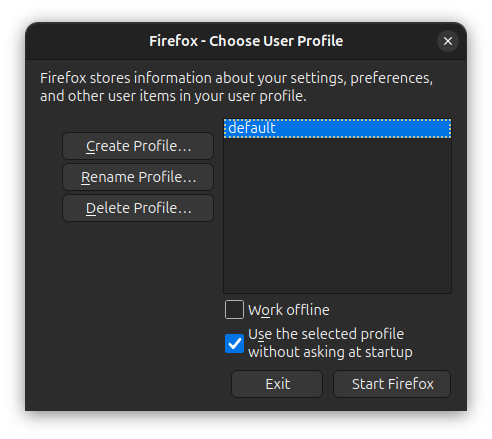 Firefox - Choose User Profile
Firefox stores information about your settings, preferences,
and other user items in your user profile.
Create Profile...
Rename Profile...
Delete Profile...
default
Work offline
Use the selected profile
without asking at startup
Exit
Start Firefox